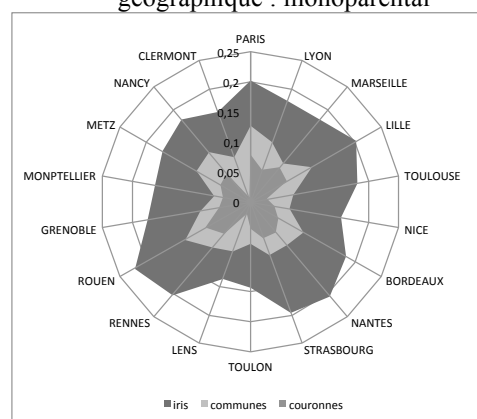 géographique : monoparental
PARIS
LYON
MARSEILLE
LILLE
TOULOUSE
NICE
BORDEAUX
NANTES
STRASBOURG
TOULON
LENS
RENNES
ROUEN
GRENOBLE
MONPTELLIER
METZ
NANCY
CLERMONT
0,25
0,2
0,15
0,1
0,05
0
iris communes couronnes